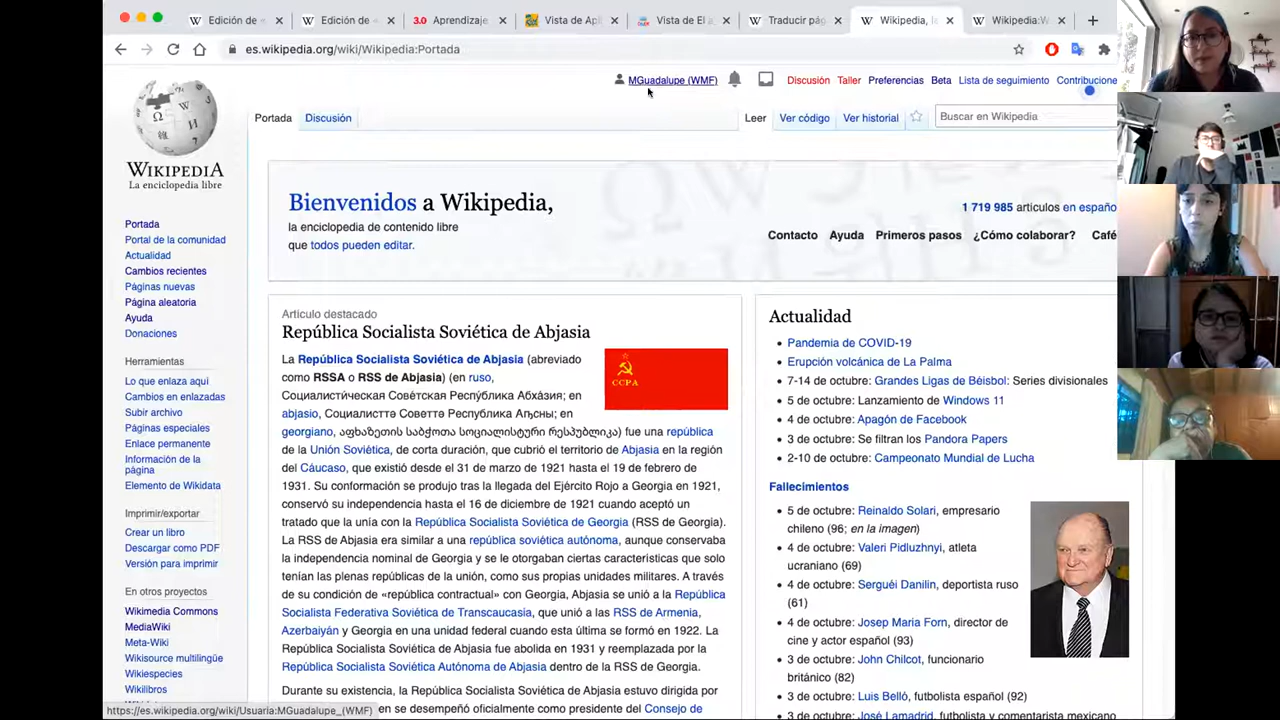 Edición de
Edición de
3.0 Aprendizaje
Vista de Apl
Vista de El a
Traducir pág
Wikipedia, le
Wikipedia:W
es.wikipedia.org/wiki/Wikipedia:Portada
MGuadalupe (WMF)
Discusión Taller Preferencias Beta Lista de seguimiento Contribucione
Portada Discusión Leer Ver código Ver historial Buscar en Wikipedia
WIKIPEDIA
La enciclopedia libre
Portada
Portal de la comunidad
Actualidad
Cambios recientes
Páginas nuevas
Página aleatoria
Ayuda
Donaciones
Herramientas
Lo que enlaza aquí
Cambios en enlazadas
Subir archivo
Páginas especiales
Enlace permanente
Información de la
página
Elemento de Wikidata
Imprimir/exportar
Crear un libro
Descargar como PDF
Versión para imprimir
En otros proyectos
Wikimedia Commons
MediaWiki
Meta-Wiki
Wikisource multilingüe
Wikiespecies
Wikilibros
Bienvenidos a Wikipedia,
la enciclopedia de contenido libre
que todos pueden editar.
1 719 985 artículos en españo
Contacto Ayuda Primeros pasos ¿Cómo colaborar? Café
Artículo destacado
República Socialista Soviética de Abjasia
La República Socialista Soviética de Abjasia (abreviado
como RSSA o RSS de Abjasia) (en ruso,
Социалисти́ческая Сове́тская Респу́блика Абха́зия; en
abjasio, Социалисттә Советтә Республика Аҧсны; en
georgiano, აფხაზეთის საბჭოთა სოციალისტური რესპუბლიკა) fue una república
de la Unión Soviética, de corta duración, que cubrió el territorio de Abjasia en la región
del Cáucaso, que existió desde el 31 de marzo de 1921 hasta el 19 de febrero de
1931. Su conformación se produjo tras la llegada del Ejército Rojo a Georgia en 1921,
conservó su independencia hasta el 16 de diciembre de 1921 cuando aceptó un
tratado que la unía con la República Socialista Soviética de Georgia (RSS de Georgia).
La RSS de Abjasia era similar a una república soviética autónoma, aunque conservaba
la independencia nominal de Georgia y se le otorgaban ciertas características que solo
tenían las plenas repúblicas de la unión, como sus propias unidades militares. A través
de su condición de «república contractual» con Georgia, Abjasia se unió a la República
Socialista Federativa Soviética de Transcaucasia, que unió a las RSS de Armenia,
Azerbaiyán y Georgia en una unidad federal cuando esta última se formó en 1922. La
RSS de Abjasia fue abolida en 1931 y reemplazada por la
República Socialista Soviética Autónoma de Abjasia dentro de la RSS de Georgia.
Durante su existencia, la República Socialista Soviética de Abjasia estuvo dirigida por
en se desempeñó oficialmente como presidente del Consejo de
CCPA
Actualidad
Pandemia de COVID-19
Erupción volcánica de La Palma
7-14 de octubre: Grandes Ligas de Béisbol: Series divisionales
5 de octubre: Lanzamiento de Windows 11
4 de octubre: Apagón de Facebook
3 de octubre: Se filtran los Pandora Papers
2-10 de octubre: Campeonato Mundial de Lucha
Fallecimientos
5 de octubre: Reinaldo Solari, empresario
chileno (96; en la imagen)
4 de octubre: Valeri Pidluzhnyi, atleta
ucraniano (69)
4 de octubre: Serguéi Danilin, deportista ruso
(61)
4 de octubre: Josep Maria Forn, director de
cine y actor español (93)
3 de octubre: John Chilcot, funcionario
británico (82)
3 de octubre: Luis Belló, futbolista español (92)
3 de octubre: José Lamadrid, futbolista y comentarista mexicano
https://es.wikipedia.org/wiki/Usuaria:MGuadalupe_(WMF)